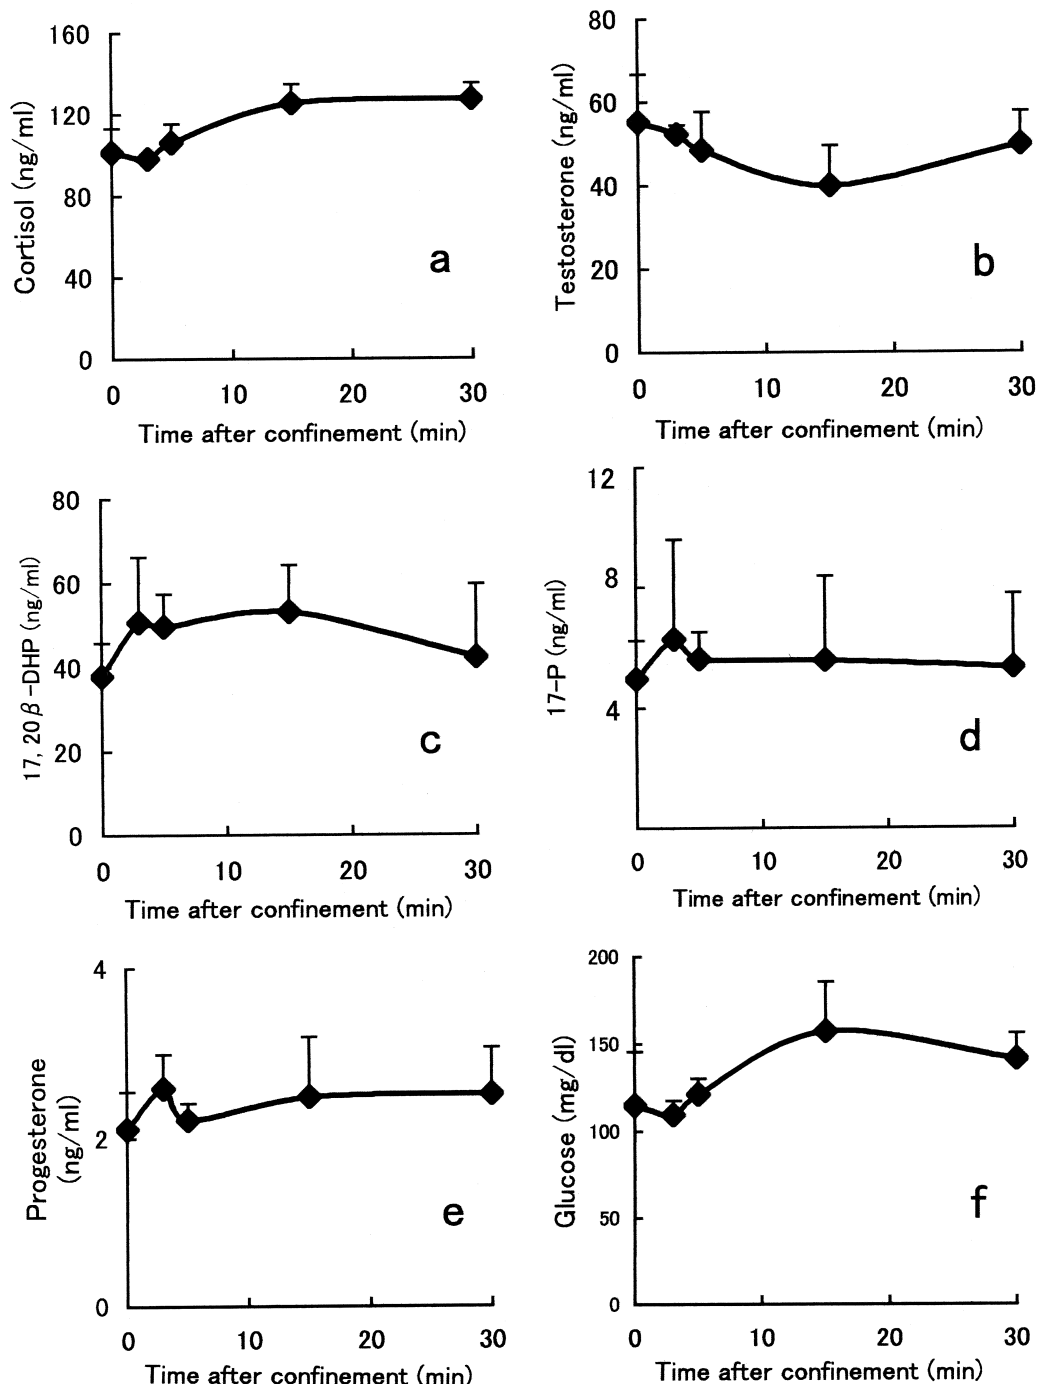 160
120
80
40
0
Cortisol (ng/ml)
a
0 10 20 30
Time after confinement (min)
80
60
40
20
0
Testosterone (ng/ml)
b
0 10 20 30
Time after confinement (min)
80
60
40
20
0
17, 20β-DHP (ng/ml)
c
0 10 20 30
Time after confinement (min)
12
8
4
17-P (ng/ml)
d
0 10 20 30
Time after confinement (min)
4
2
0
Progesterone
(ng/ml)
e
0 10 20 30
Time after confinement (min)
200
150
100
50
0
Glucose (mg/dl)
f
0 10 20 30
Time after confinement (min)